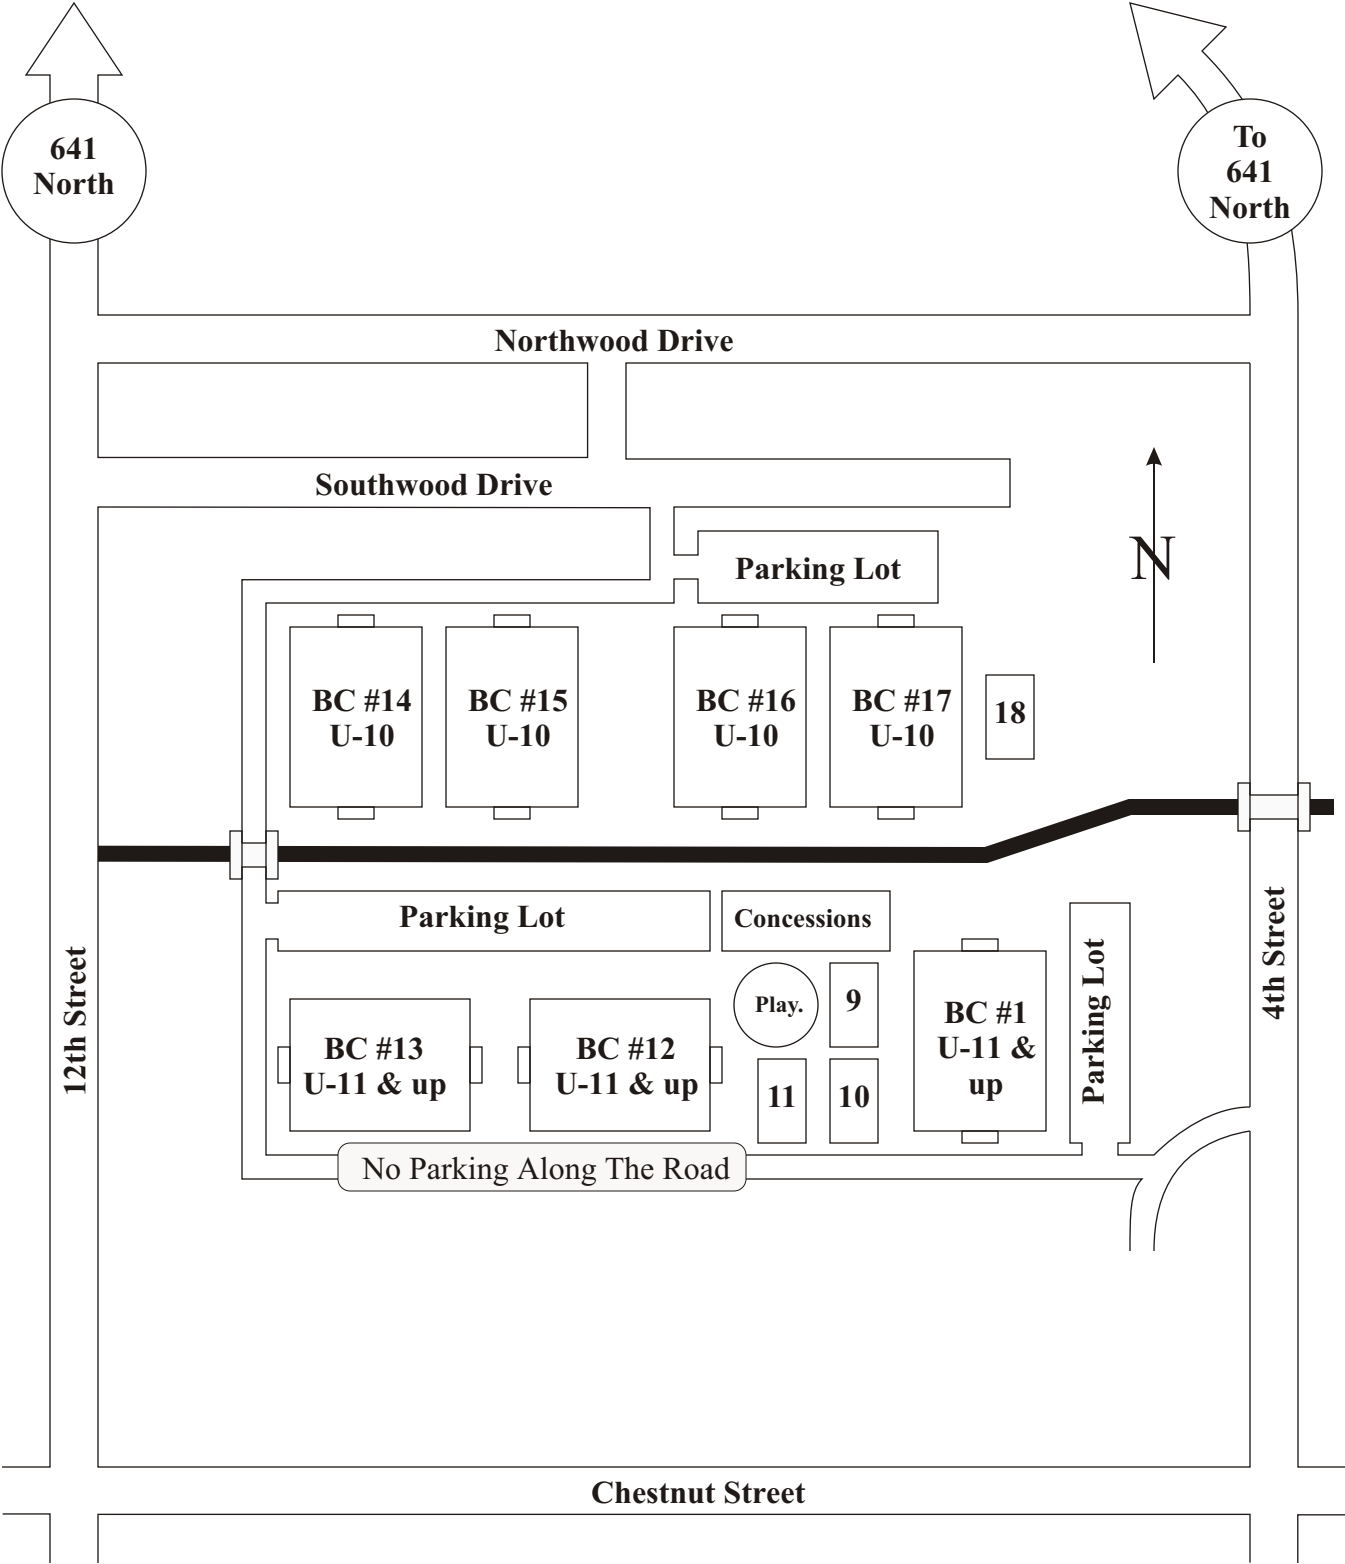 641
North
To
641
North
Northwood Drive
Southwood Drive
N
Parking Lot
BC #14
U-10
BC #15
U-10
BC #16
U-10
BC #17
U-10
18
Parking Lot
Concessions
12th Street
4th Street
Parking Lot
Play.
9
BC #1
U-11 &
up
BC #13
U-11 & up
BC #12
U-11 & up
11
10
No Parking Along The Road
Chestnut Street